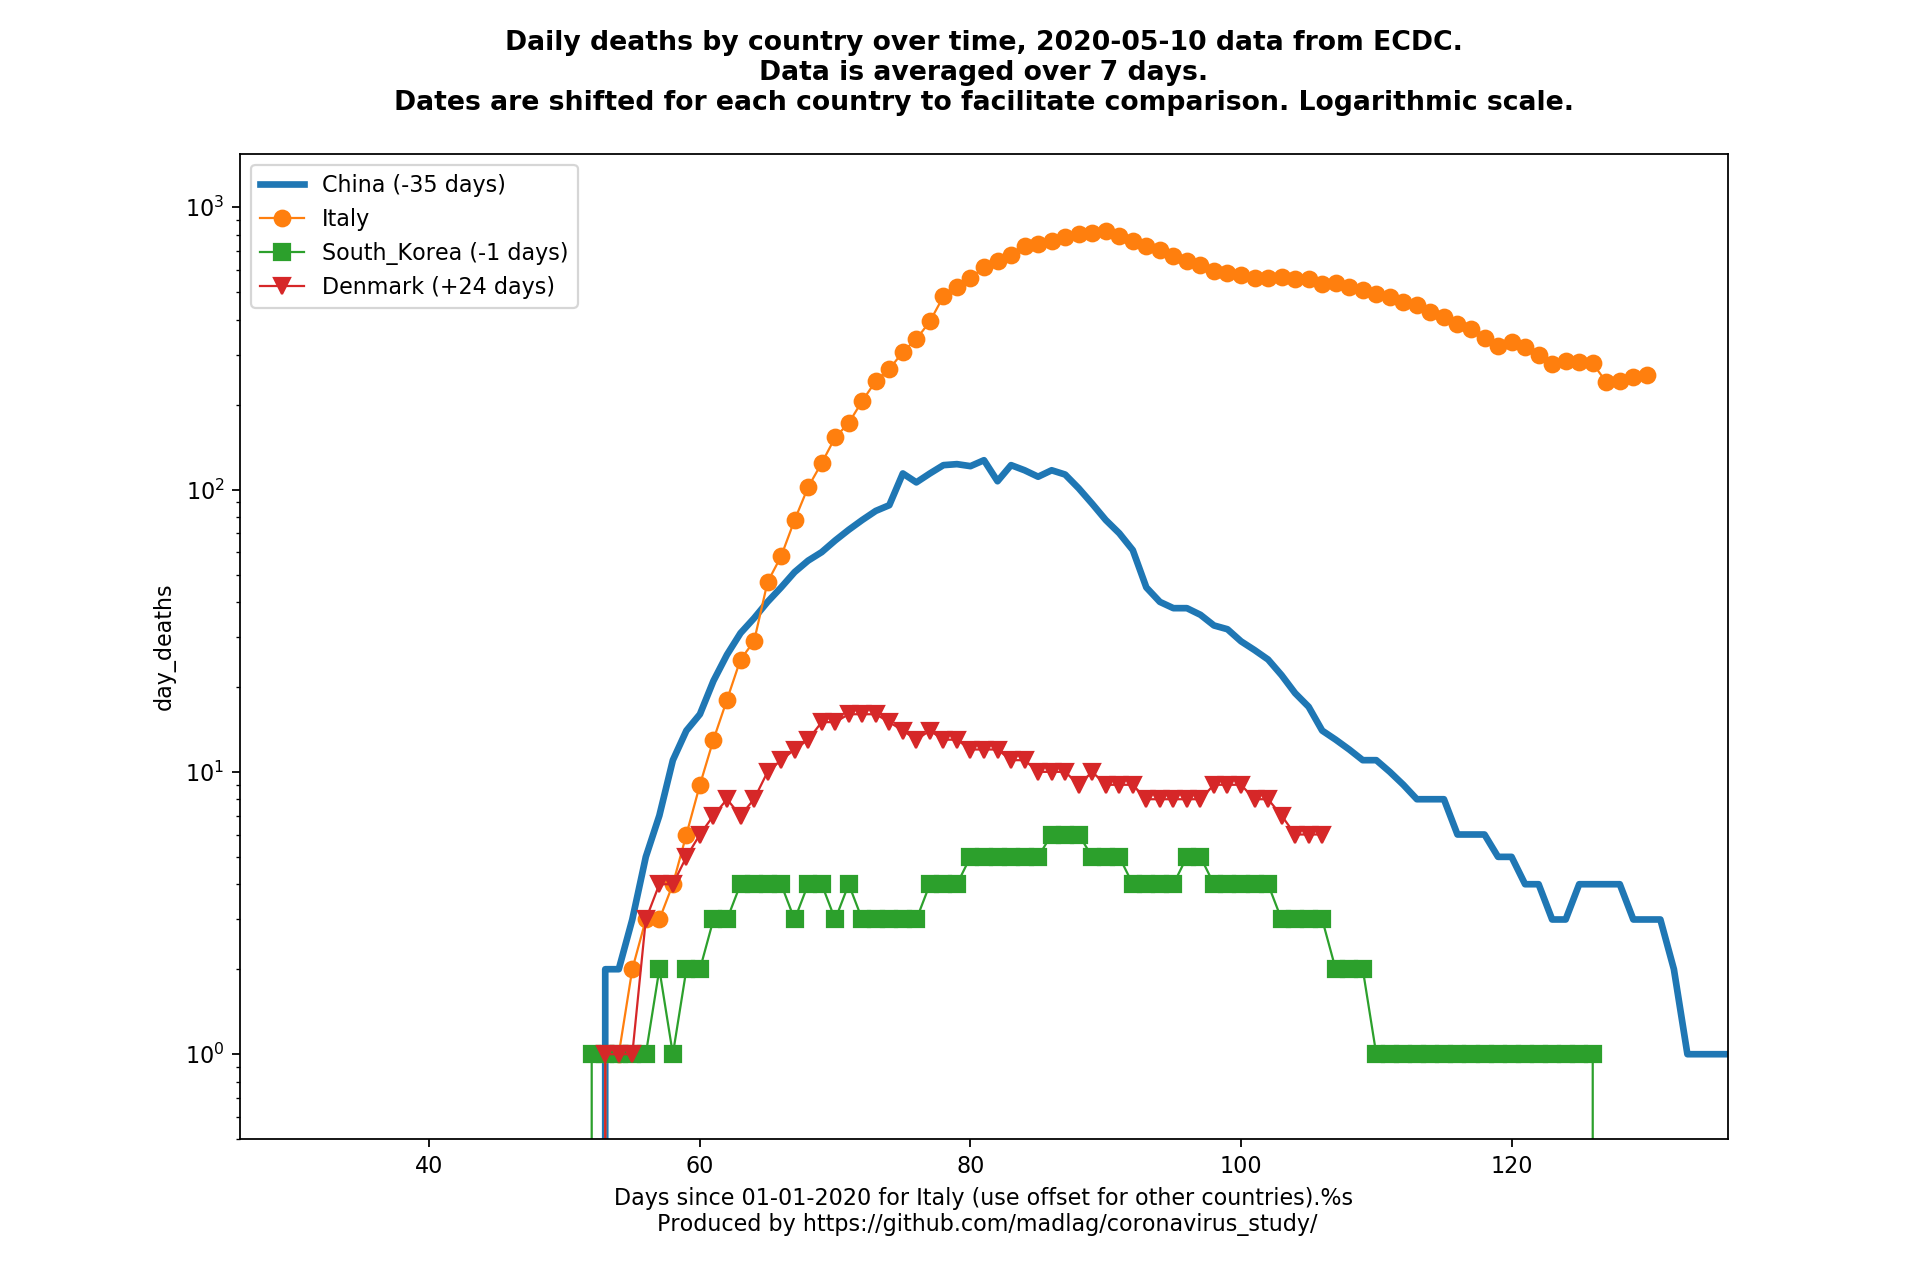 Daily deaths by country over time, 2020-05-10 data from ECDC.
Data is averaged over 7 days.
Dates are shifted for each country to facilitate comparison. Logarithmic scale.
China (-35 days)
Italy
South_Korea (-1 days)
Denmark (+24 days)
10³
10²
10¹
10⁰
day_deaths
40 60 80 100 120
Days since 01-01-2020 for Italy (use offset for other countries).%s
Produced by https://github.com/madlag/coronavirus_study/